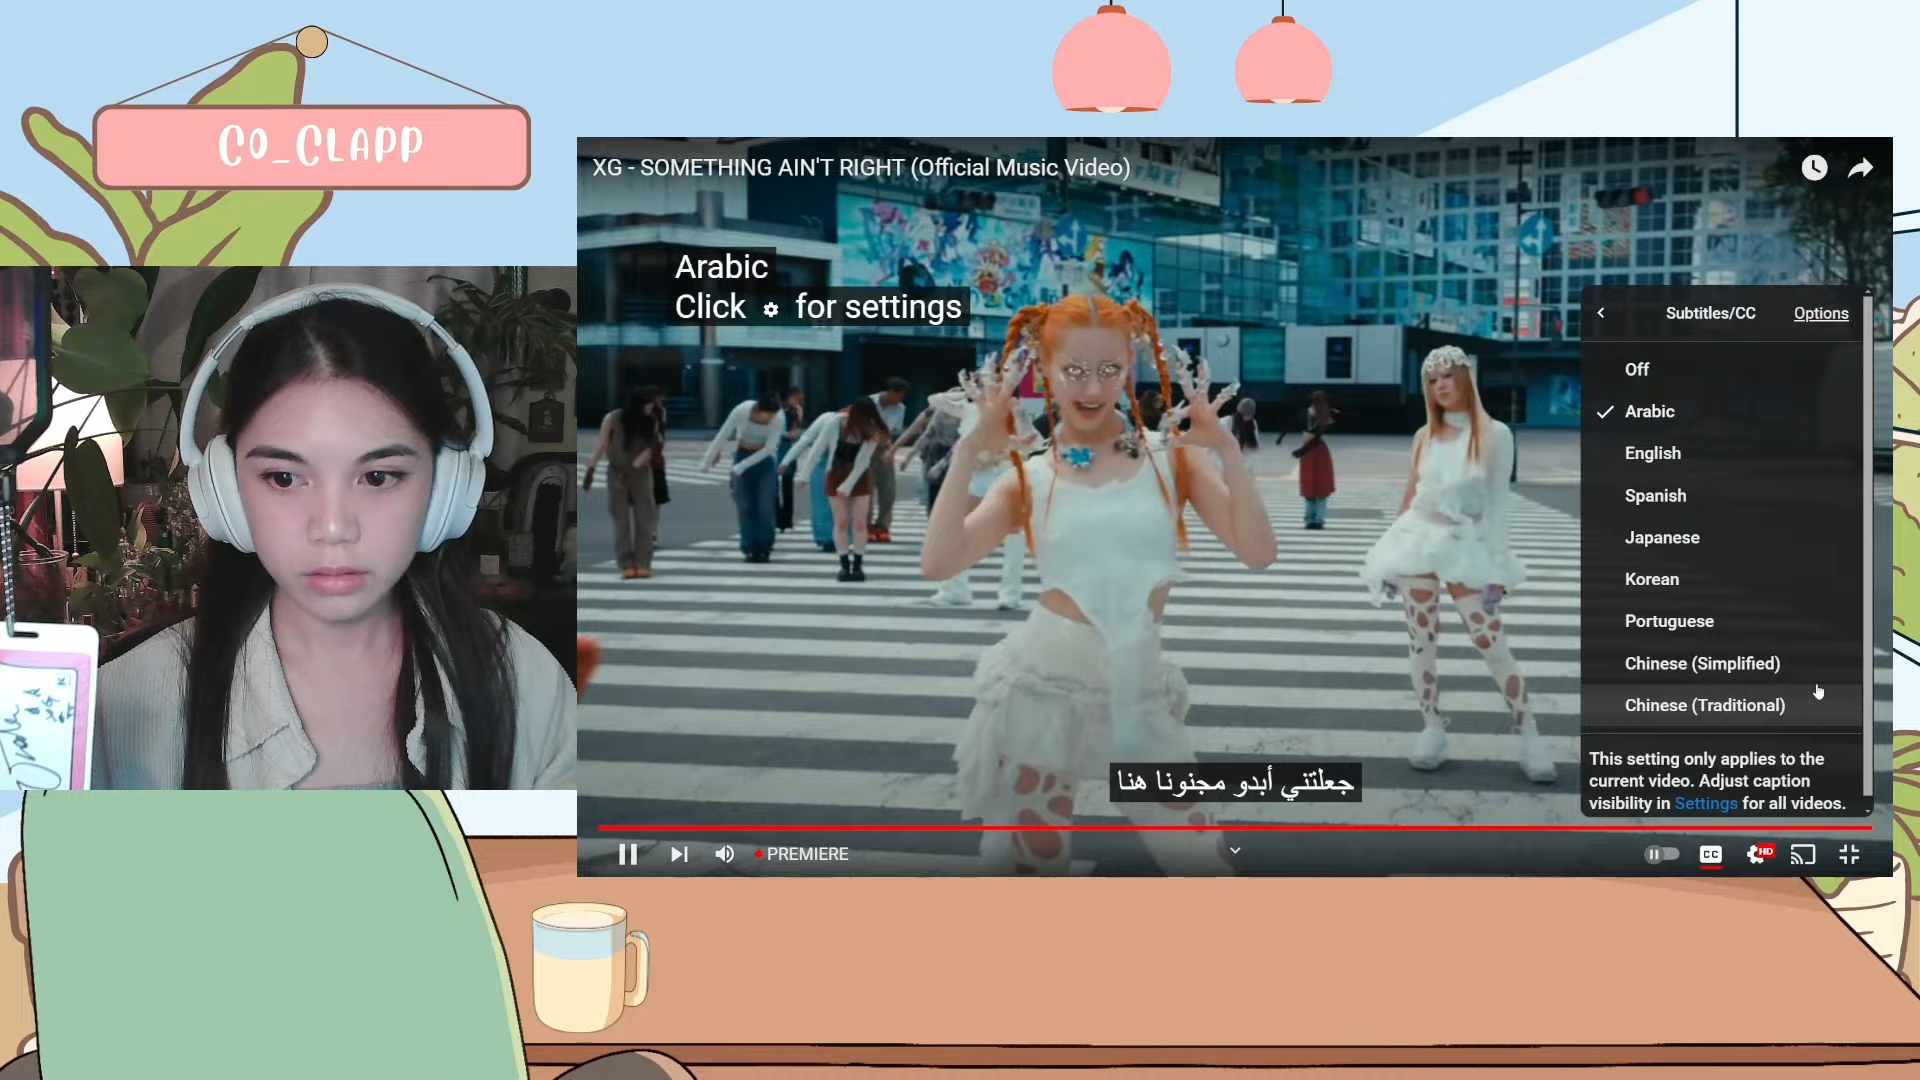 Co_Clapp
XG - SOMETHING AIN'T RIGHT (Official Music Video)
Arabic
Click for settings
Subtitles/CC
Options
Off
Arabic
English
Spanish
Japanese
Korean
Portuguese
Chinese (Simplified)
Chinese (Traditional)
This setting only applies to the
current video. Adjust caption
visibility in Settings for all videos.
جعلتني أبدو مجنونا هنا
PREMIERE
CC
HD